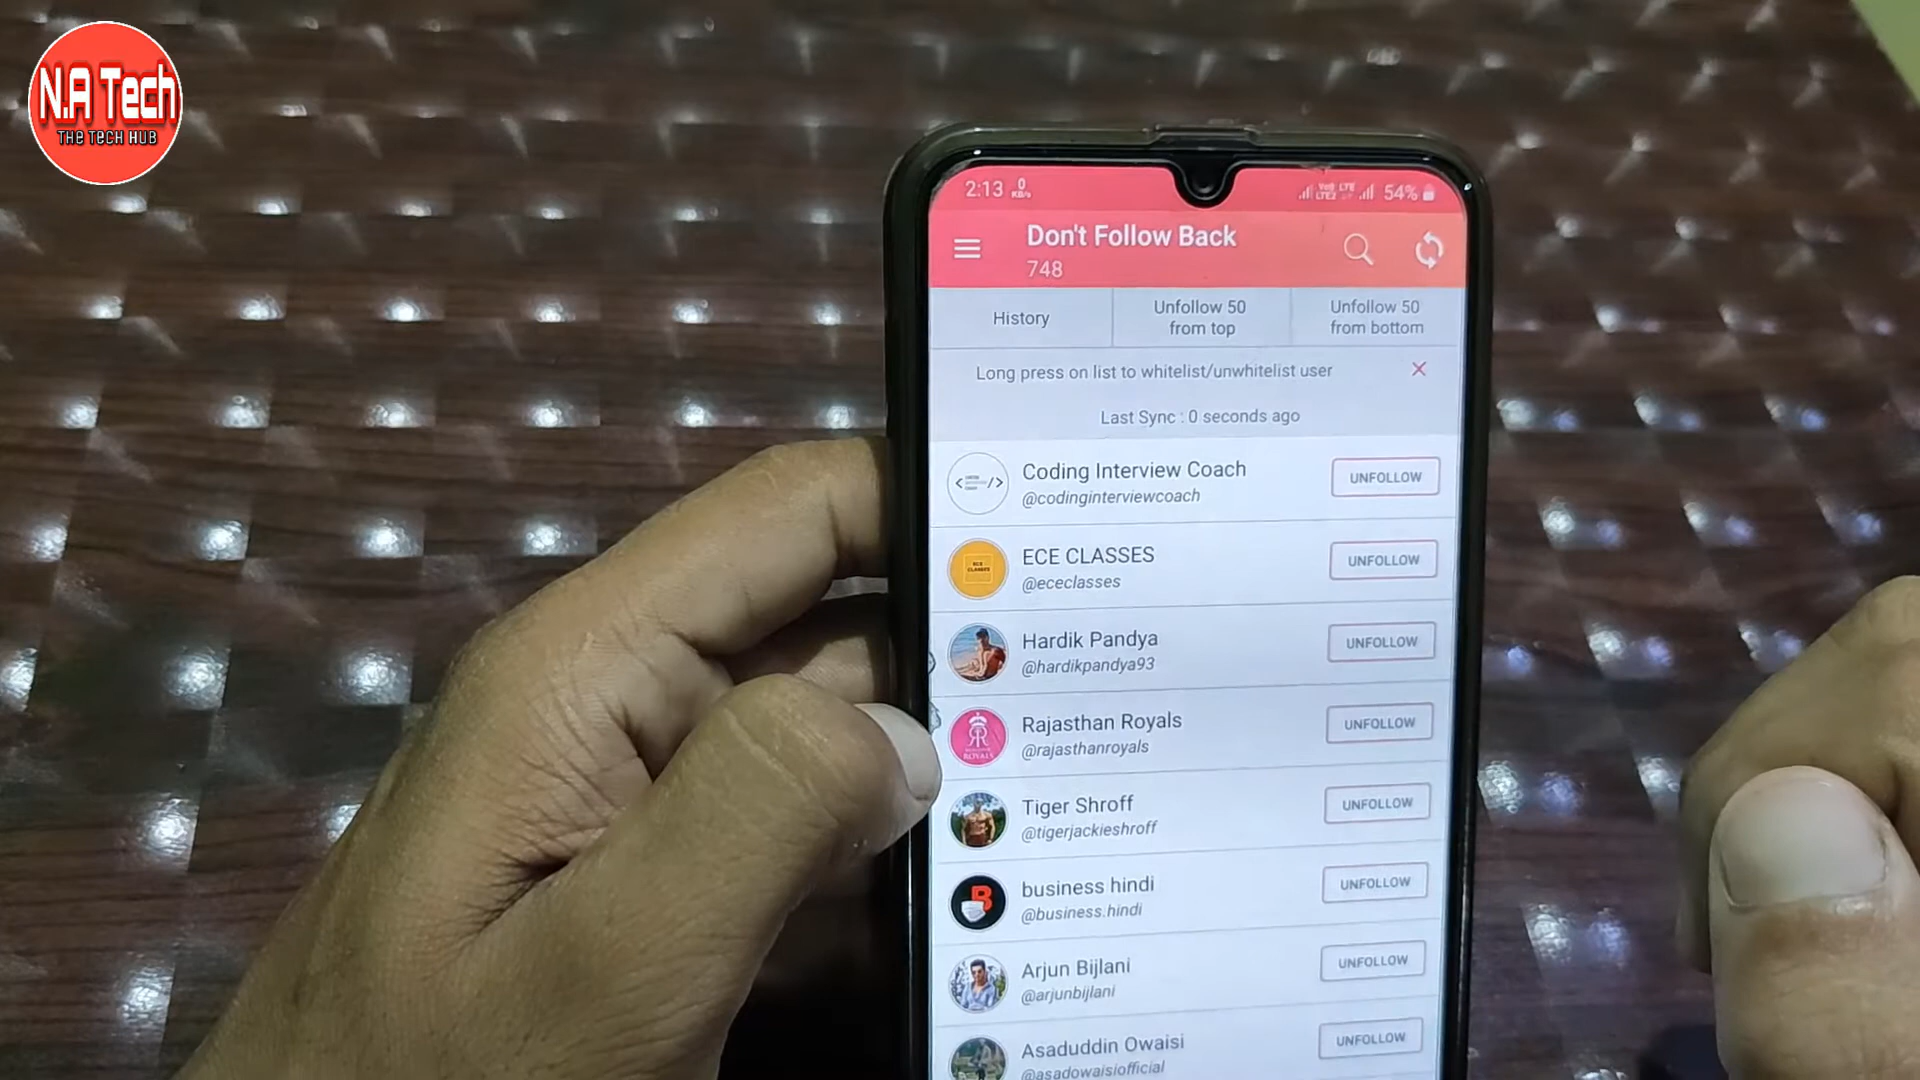 N.A Tech
THE TECH HUB
2:13 0 KB/s
54%
Don't Follow Back
748
History
Unfollow 50
from top
Unfollow 50
from bottom
Long press on list to whitelist/unwhitelist user
Last Sync : 0 seconds ago
Coding Interview Coach
@codinginterviewcoach
UNFOLLOW
ECE CLASSES
@ececlasses
UNFOLLOW
Hardik Pandya
@hardikpandya93
UNFOLLOW
Rajasthan Royals
@rajasthanroyals
UNFOLLOW
Tiger Shroff
@tigerjackieshroff
UNFOLLOW
business hindi
@business.hindi
UNFOLLOW
Arjun Bijlani
@arjunbijlani
UNFOLLOW
Asaduddin Owaisi
@asadowaisiofficial
UNFOLLOW